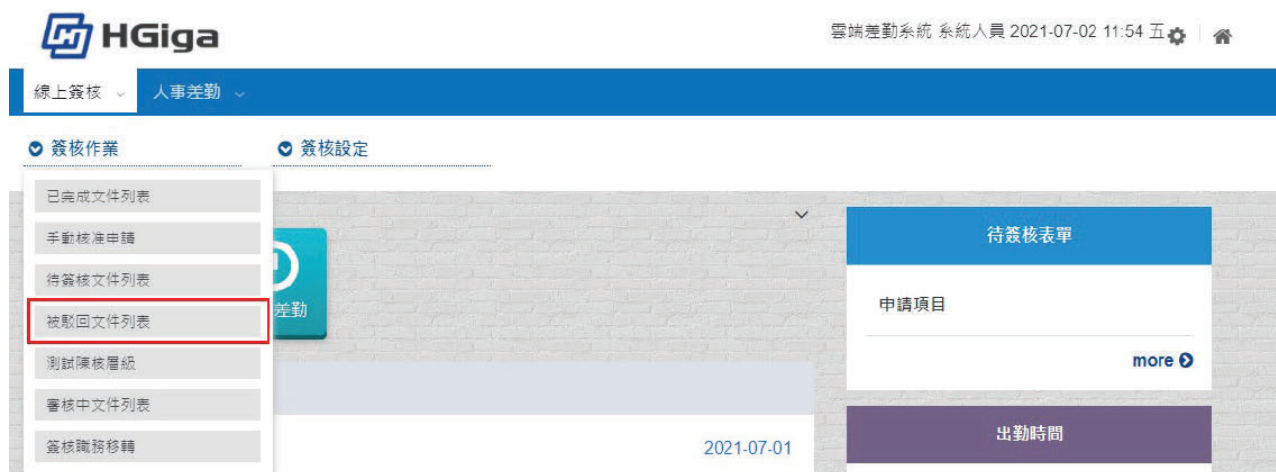 HGiga
雲端差勤系統 系統人員 2021-07-02 11:54 五
線上簽核 人事差勤
簽核作業 簽核設定
已完成文件列表
手動核准申請
待簽核文件列表
被駁回文件列表
測試陳核層級
審核中文件列表
簽核職務移轉
差勤
2021-07-01
待簽核表單
申請項目
more
出勤時間